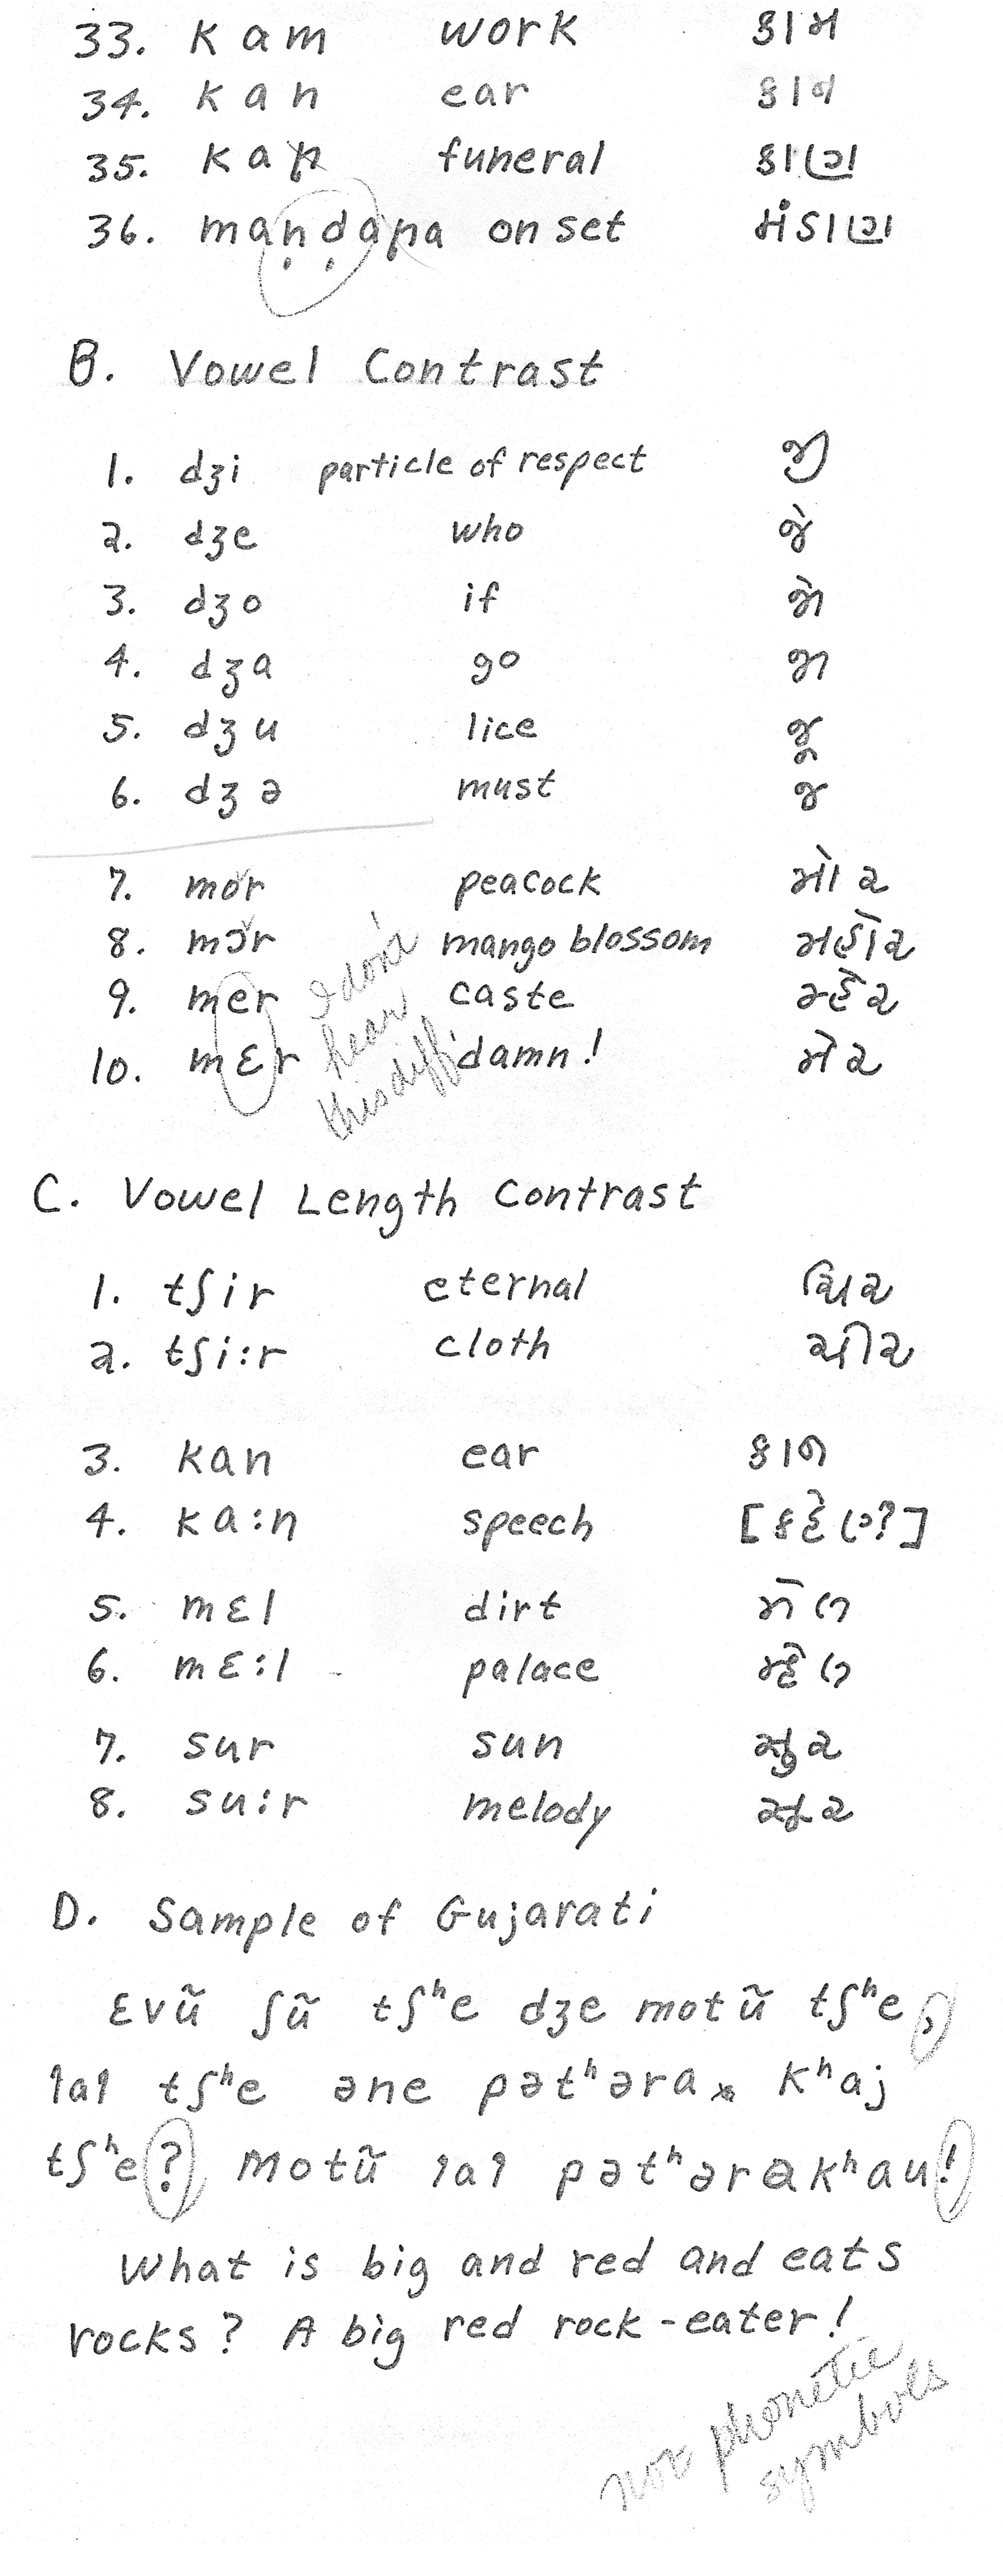 33. kam work કામ
34. kan ear કાન
35. kaɳ funeral કાણ
36. maṇḍaɳa onset મંડાણ
B. Vowel Contrast
1. dʒi particle of respect જી
2. dʒe who જે
3. dʒo if જો
4. dʒa go જા
5. dʒu lice જૂ
6. dʒə must જ
7. mor peacock મોર
8. mɔr mango blossom મહોર
9. mer caste મહેર
10. mɛr damn! મેર
I don't
hear
this diff.
C. Vowel Length Contrast
1. tʃir eternal ચિર
2. tʃi:r cloth ચીર
3. kan ear કાન
4. ka:n speech [કહેણ?]
5. mɛl dirt મેલ
6. mɛ:l palace મહેલ
7. sur sun સુર
8. su:r melody સૂર
D. Sample of Gujarati
ɛvũ ʃũ tʃʰe dʒe motũ tʃʰe,
lal tʃʰe əne pətʰəra kʰaj
tʃʰe? motũ lal pətʰərakʰau!
What is big and red and eats
rocks? A big red rock-eater!
not phonetic
symbols